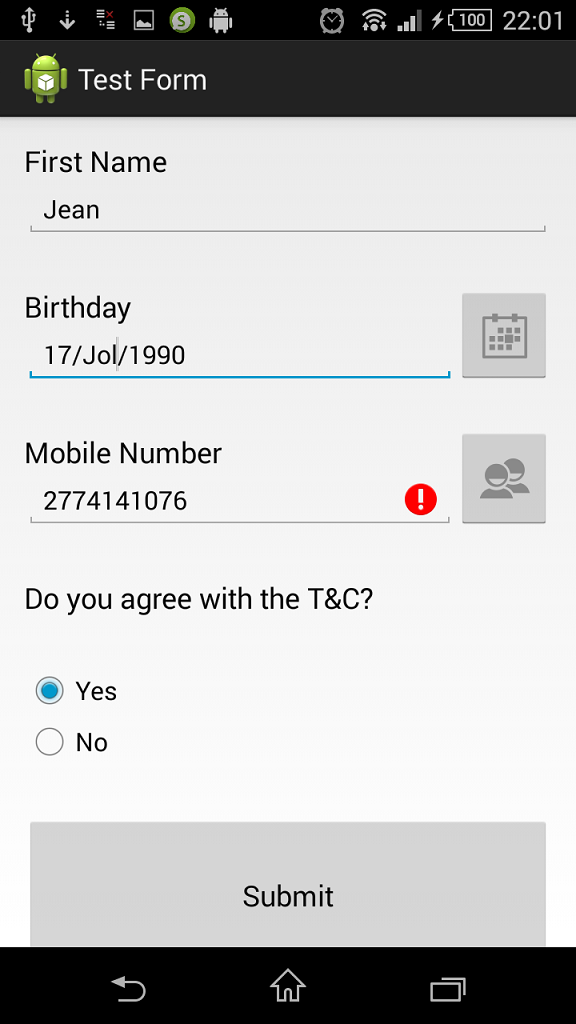 100 22:01
Test Form
First Name
Jean
Birthday
17/Jol/1990
Mobile Number
2774141076
Do you agree with the T&C?
Yes
No
Submit